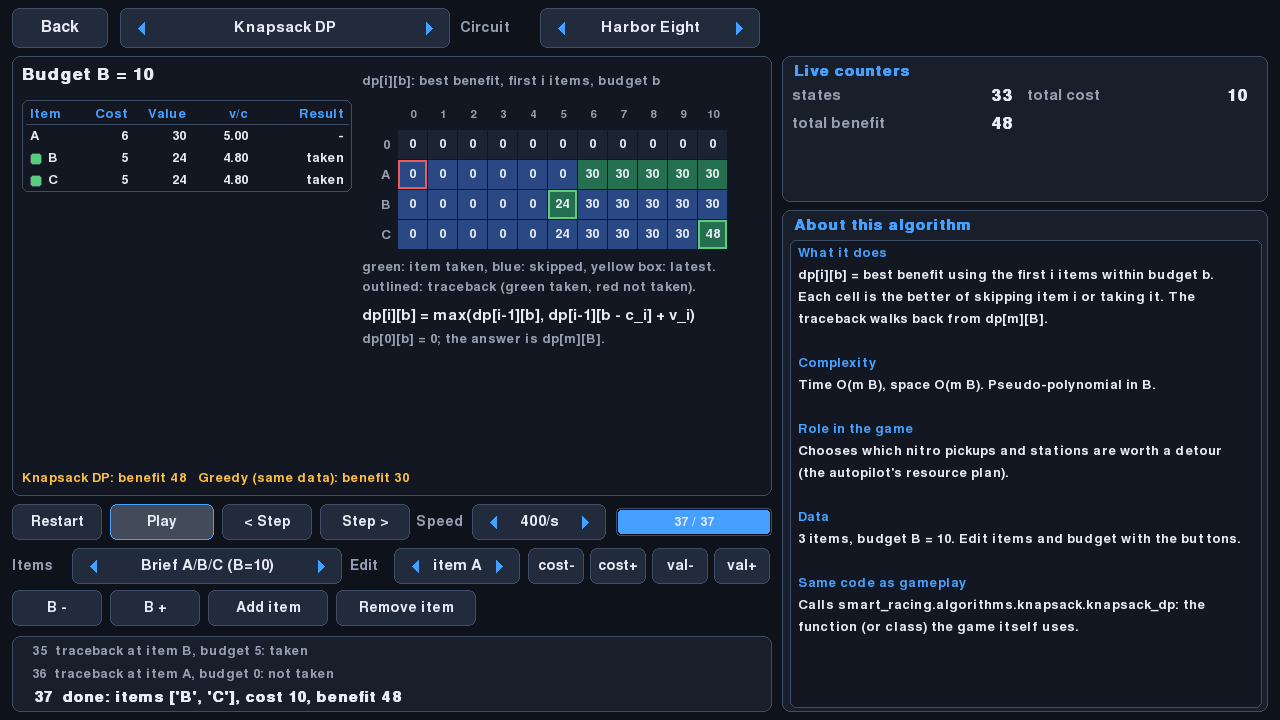 Back
Knapsack DP
Circuit
Harbor Eight
Budget B = 10
Item Cost Value v/c Result
A 6 30 5.00 -
B 5 24 4.80 taken
C 5 24 4.80 taken
dp[i][b]: best benefit, first i items, budget b
0 1 2 3 4 5 6 7 8 9 10
0 0 0 0 0 0 0 0 0 0 0 0
A 0 0 0 0 0 0 30 30 30 30 30
B 0 0 0 0 0 24 30 30 30 30 30
C 0 0 0 0 0 24 30 30 30 30 48
green: item taken, blue: skipped, yellow box: latest.
outlined: traceback (green taken, red not taken).
dp[i][b] = max(dp[i-1][b], dp[i-1][b - c_i] + v_i)
dp[0][b] = 0; the answer is dp[m][B].
Knapsack DP: benefit 48 Greedy (same data): benefit 30
Restart
Play
< Step
Step >
Speed
400/s
37 / 37
Items
Brief A/B/C (B=10)
Edit
item A
cost-
cost+
val-
val+
B -
B +
Add item
Remove item
35 traceback at item B, budget 5: taken
36 traceback at item A, budget 0: not taken
37 done: items ['B', 'C'], cost 10, benefit 48
Live counters
states 33 total cost 10
total benefit 48
About this algorithm
What it does
dp[i][b] = best benefit using the first i items within budget b.
Each cell is the better of skipping item i or taking it. The
traceback walks back from dp[m][B].
Complexity
Time O(m B), space O(m B). Pseudo-polynomial in B.
Role in the game
Chooses which nitro pickups and stations are worth a detour
(the autopilot's resource plan).
Data
3 items, budget B = 10. Edit items and budget with the buttons.
Same code as gameplay
Calls smart_racing.algorithms.knapsack.knapsack_dp: the
function (or class) the game itself uses.